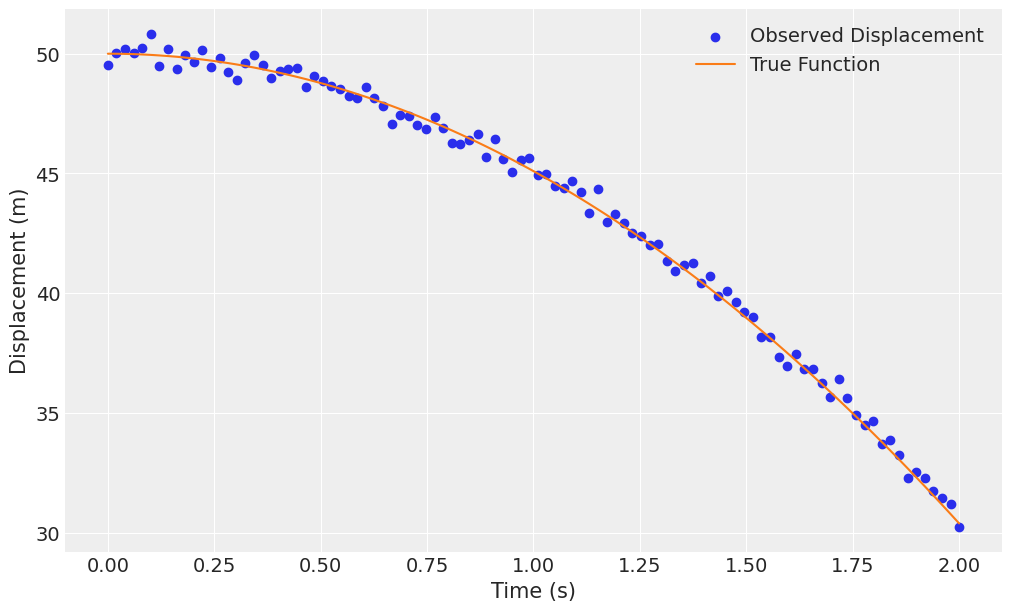 Observed Displacement
True Function
Displacement (m)
50
45
40
35
30
0.00 0.25 0.50 0.75 1.00 1.25 1.50 1.75 2.00
Time (s)